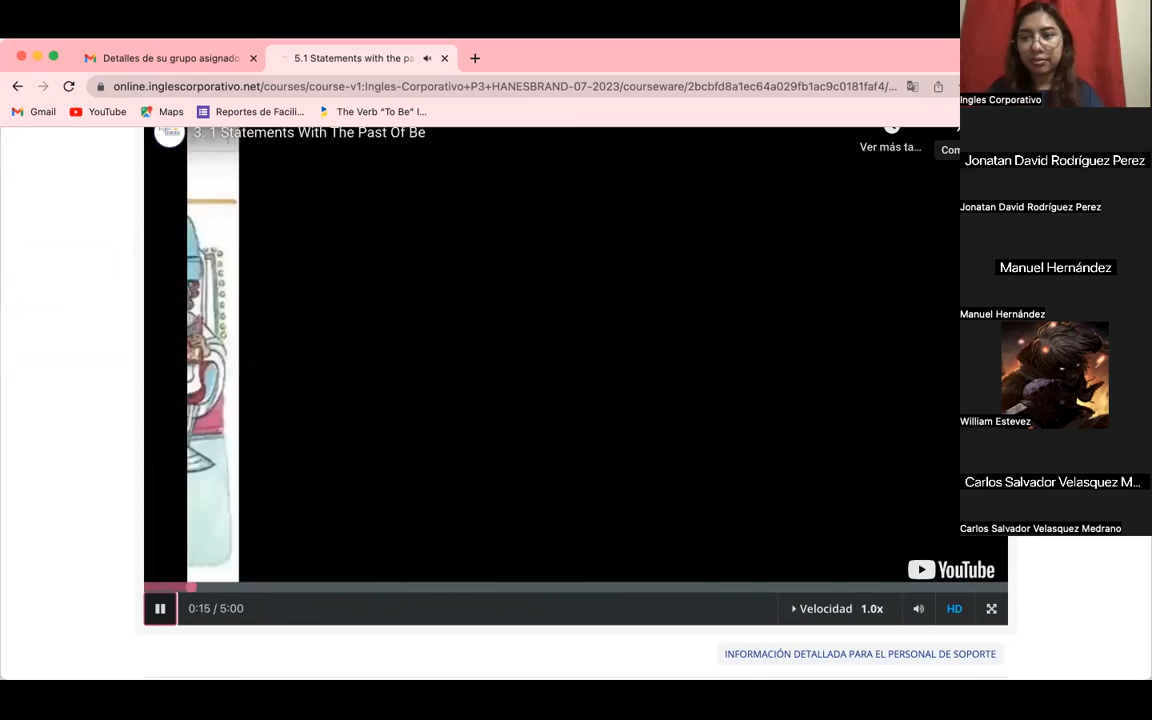 Detalles de su grupo asignado
5.1 Statements with the pa
online.inglescorporativo.net/courses/course-v1:Ingles-Corporativo+P3+HANESBRAND-07-2023/courseware/2bcbfd8a1ec64a029fb1ac9c0181faf4/...
Gmail
YouTube
Maps
Reportes de Facili...
The Verb “To Be” I...
3. 1 Statements With The Past Of Be
Ver más ta...
Com
Ingles Corporativo
Jonatan David Rodríguez Perez
Jonatan David Rodríguez Perez
Manuel Hernández
Manuel Hernández
William Estevez
Carlos Salvador Velasquez M...
Carlos Salvador Velasquez Medrano
YouTube
0:15 / 5:00
Velocidad 1.0x
HD
INFORMACIÓN DETALLADA PARA EL PERSONAL DE SOPORTE